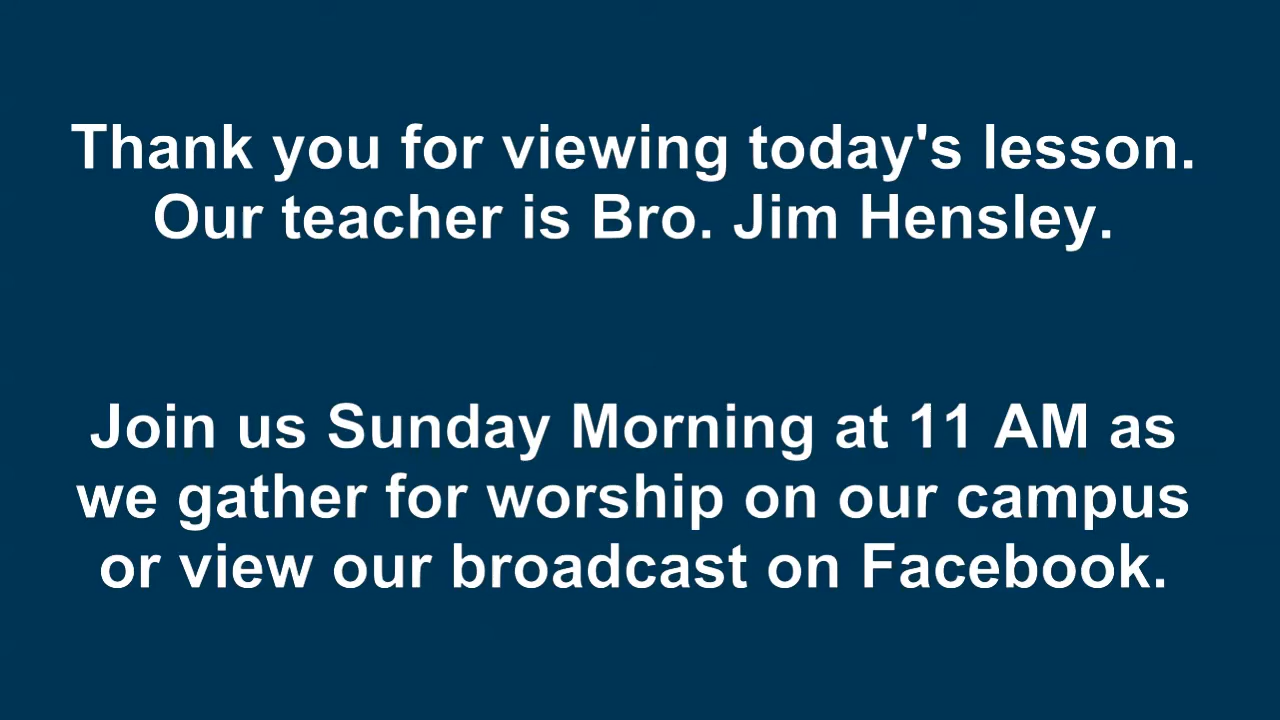 Thank you for viewing today's lesson.
Our teacher is Bro. Jim Hensley.
Join us Sunday Morning at 11 AM as
we gather for worship on our campus
or view our broadcast on Facebook.